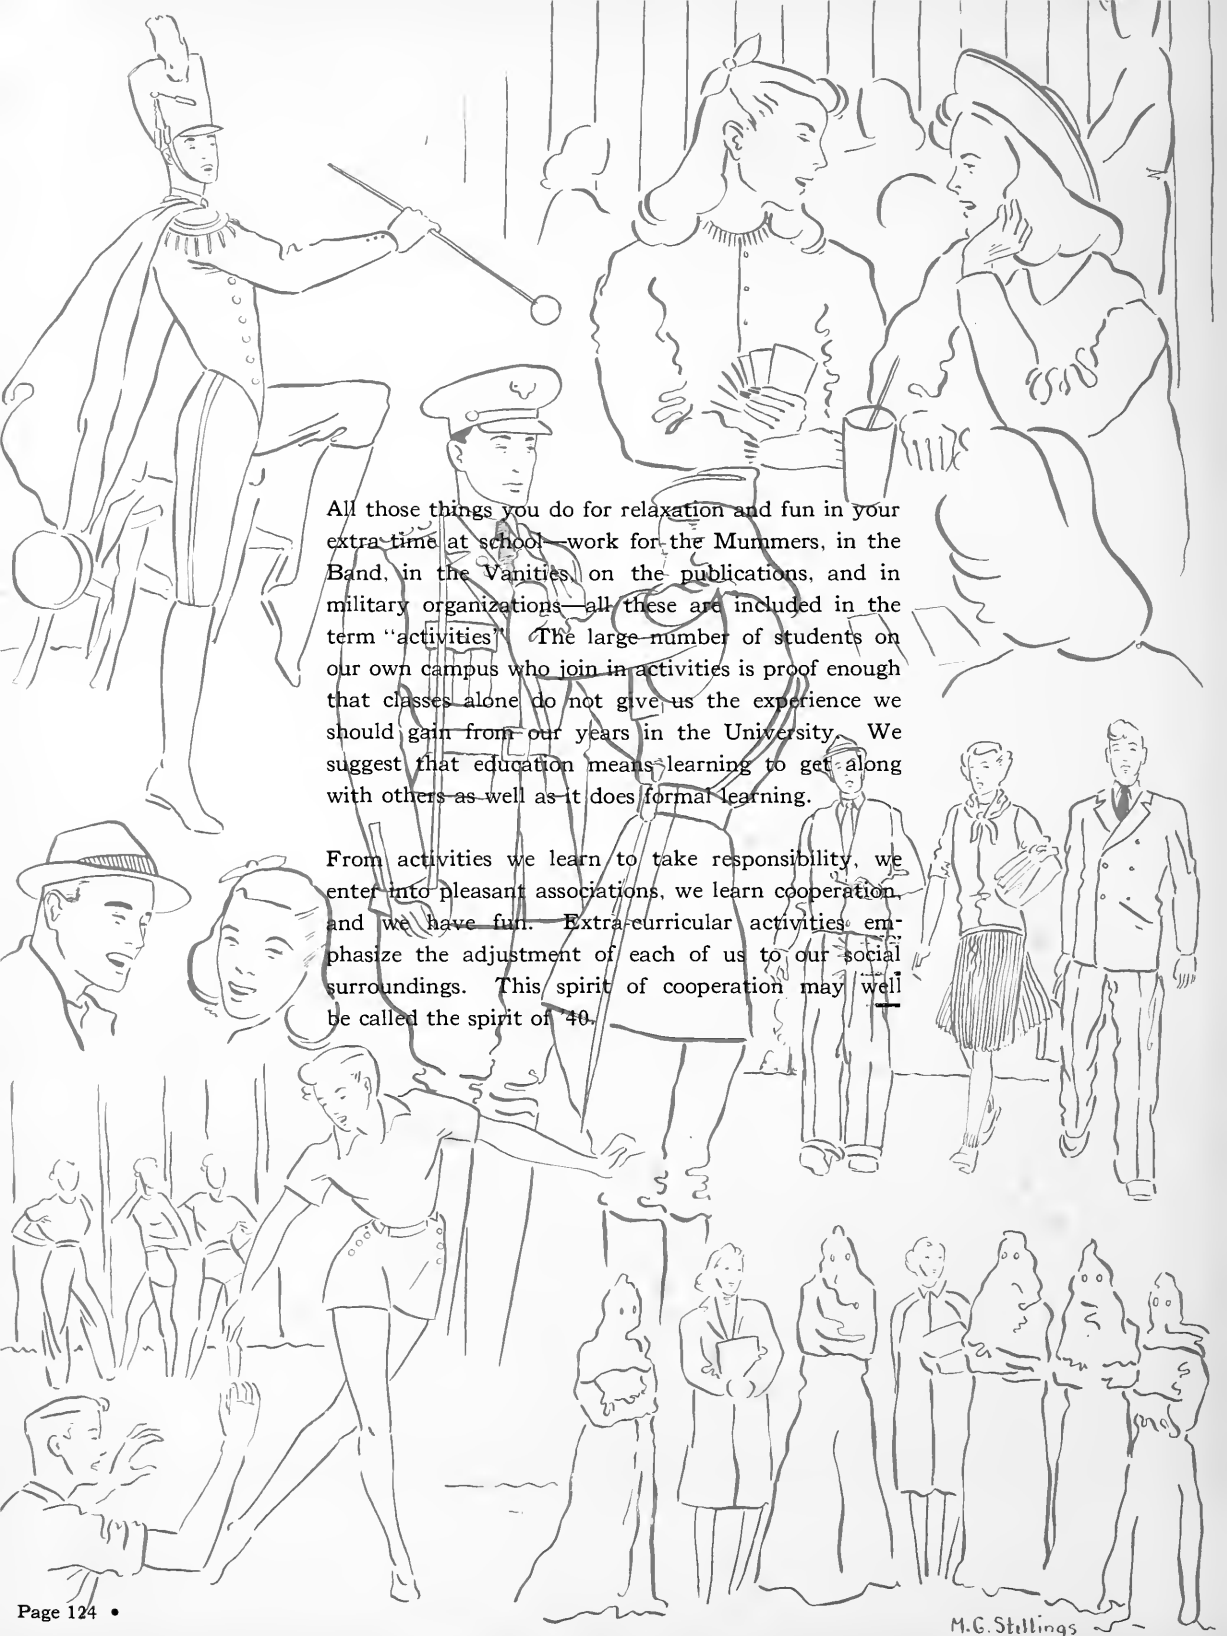 All those things you do for relaxation and fun in your
extra time at school—work for the Mummers, in the
Band, in the Vanities, on the publications, and in
military organizations—all these are included in the
term "activities". The large number of students on
our own campus who join in activities is proof enough
that classes alone do not give us the experience we
should gain from our years in the University. We
suggest that education means learning to get along
with others as well as it does formal learning.
From activities we learn to take responsibility, we
enter into pleasant associations, we learn cooperation,
and we have fun. Extra-curricular activities em-
phasize the adjustment of each of us to our social
surroundings. This spirit of cooperation may well
be called the spirit of '40.
Page 124 •
M.G. Stillings